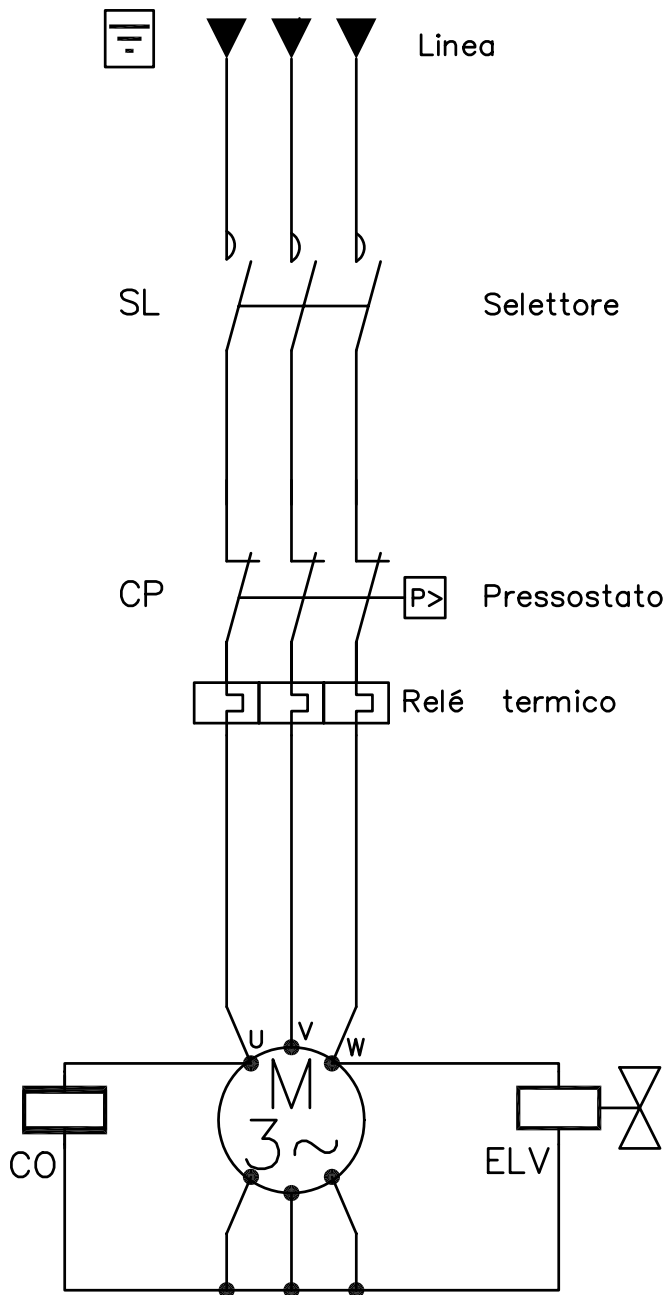 Linea
SL Selettore
CP P> Pressostato
Relé termico
U V W
M
3~
CO ELV